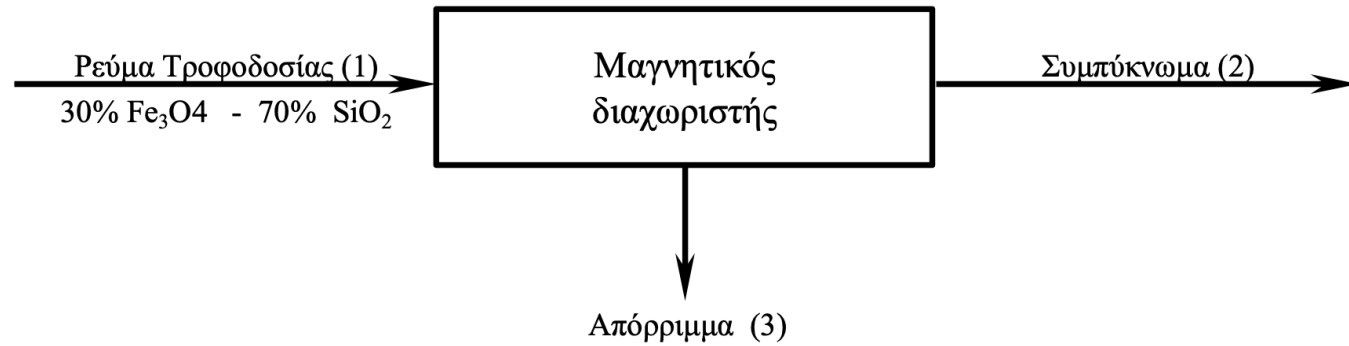 Ρεύμα Τροφοδοσίας (1)
30% Fe₃O4 - 70% SiO₂
Μαγνητικός
διαχωριστής
Συμπύκνωμα (2)
Απόρριμμα (3)